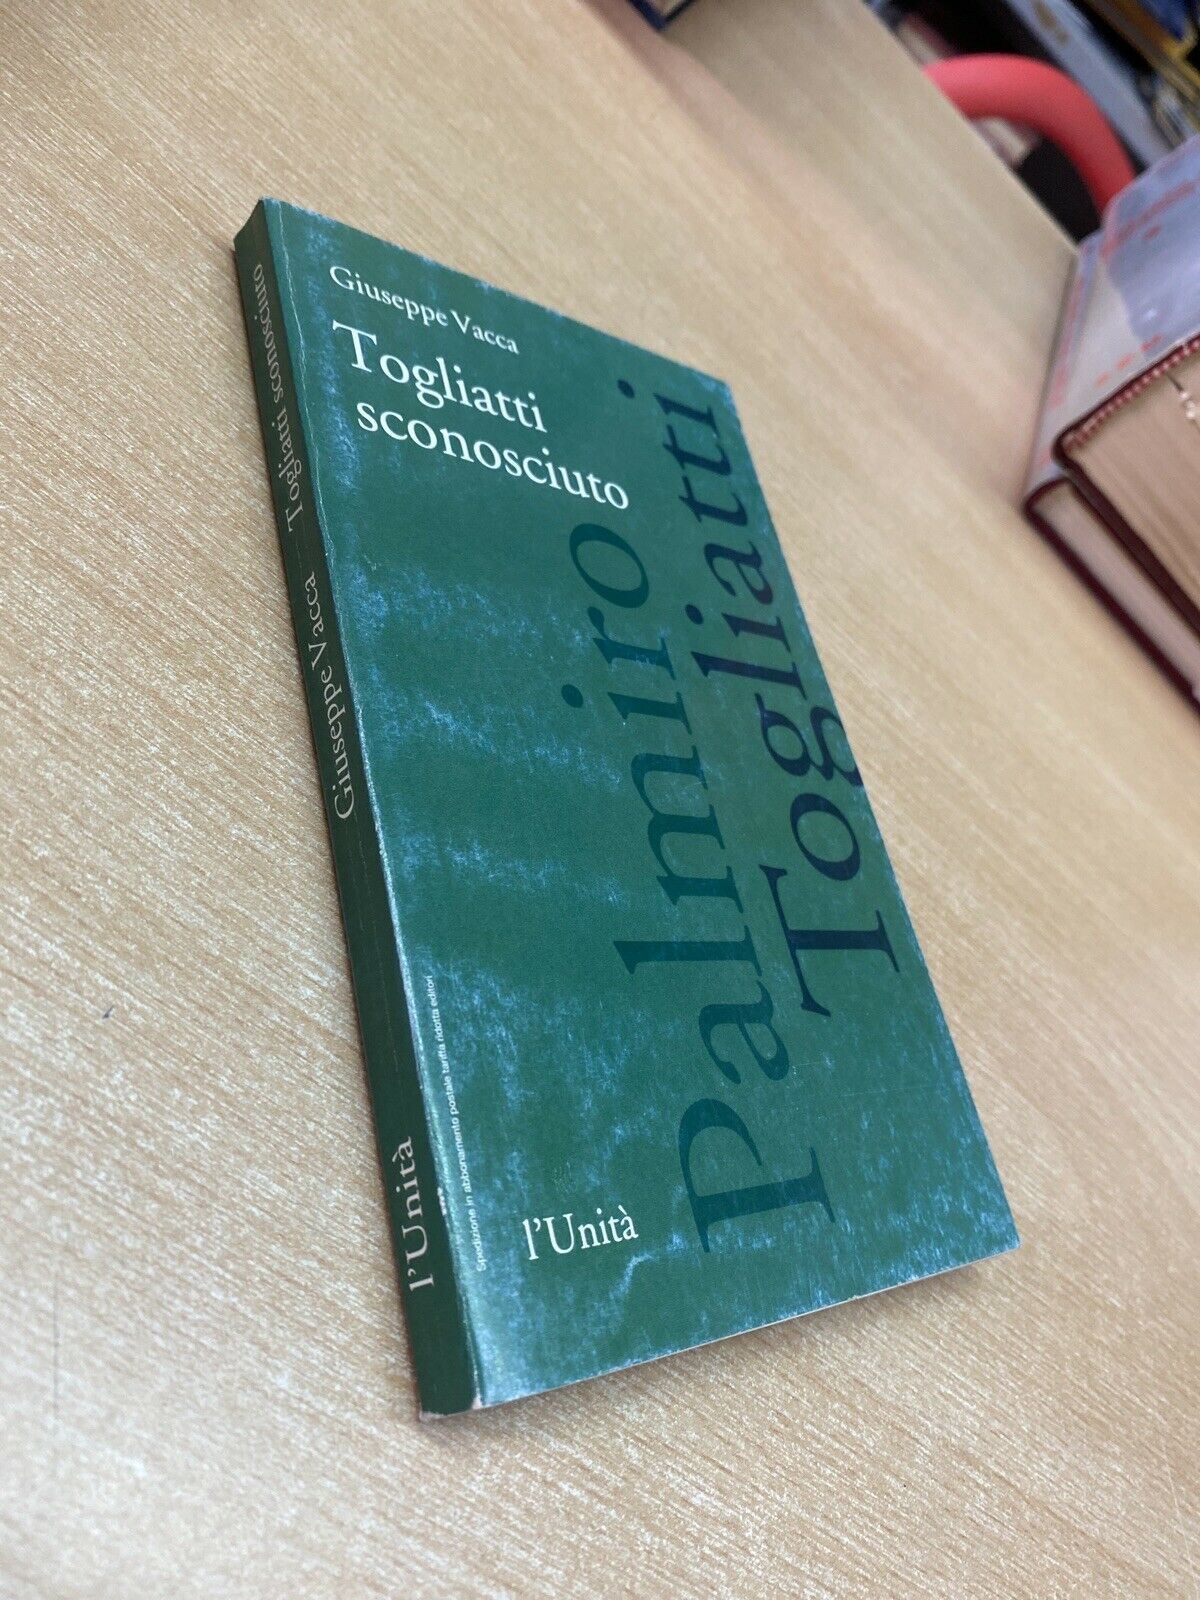 Giuseppe Vacca
Togliatti
sconosciuto
Palmiro
Togliatti
l'Unità
Spedizione in abbonamento postale tariffa ridotta editori
l'Unità Giuseppe Vacca Togliatti sconosciuto